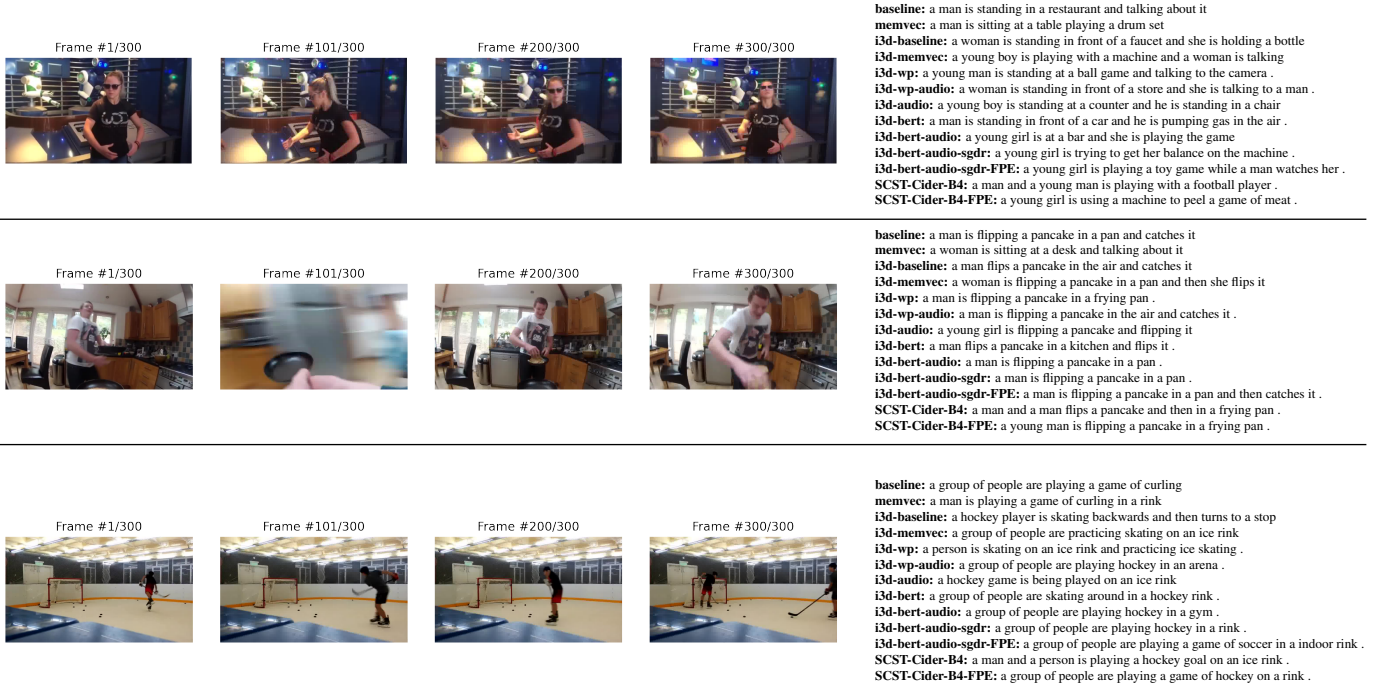 baseline: a man is standing in a restaurant and talking about it
memvec: a man is sitting at a table playing a drum set
Frame #1/300 Frame #101/300 Frame #200/300 Frame #300/300
i3d-baseline: a woman is standing in front of a faucet and she is holding a bottle
i3d-memvec: a young boy is playing with a machine and a woman is talking
i3d-wp: a young man is standing at a ball game and talking to the camera .
i3d-wp-audio: a woman is standing in front of a store and she is talking to a man .
i3d-audio: a young boy is standing at a counter and he is standing in a chair
i3d-bert: a man is standing in front of a car and he is pumping gas in the air .
i3d-bert-audio: a young girl is at a bar and she is playing the game
i3d-bert-audio-sgdr: a young girl is trying to get her balance on the machine .
i3d-bert-audio-sgdr-FPE: a young girl is playing a toy game while a man watches her .
SCST-Cider-B4: a man and a young man is playing with a football player .
SCST-Cider-B4-FPE: a young girl is using a machine to peel a game of meat .
baseline: a man is flipping a pancake in a pan and catches it
memvec: a woman is sitting at a desk and talking about it
Frame #1/300 Frame #101/300 Frame #200/300 Frame #300/300
i3d-baseline: a man flips a pancake in the air and catches it
i3d-memvec: a woman is flipping a pancake in a pan and then she flips it
i3d-wp: a man is flipping a pancake in a frying pan .
i3d-wp-audio: a man is flipping a pancake in the air and catches it .
i3d-audio: a young girl is flipping a pancake and flipping it
i3d-bert: a man flips a pancake in a kitchen and flips it .
i3d-bert-audio: a man is flipping a pancake in a pan .
i3d-bert-audio-sgdr: a man is flipping a pancake in a pan .
i3d-bert-audio-sgdr-FPE: a man is flipping a pancake in a pan and then catches it .
SCST-Cider-B4: a man and a man flips a pancake and then in a frying pan .
SCST-Cider-B4-FPE: a young man is flipping a pancake in a frying pan .
baseline: a group of people are playing a game of curling
memvec: a man is playing a game of curling in a rink
Frame #1/300 Frame #101/300 Frame #200/300 Frame #300/300
i3d-baseline: a hockey player is skating backwards and then turns to a stop
i3d-memvec: a group of people are practicing skating on an ice rink
i3d-wp: a person is skating on an ice rink and practicing ice skating .
i3d-wp-audio: a group of people are playing hockey in an arena .
i3d-audio: a hockey game is being played on an ice rink
i3d-bert: a group of people are skating around in a hockey rink .
i3d-bert-audio: a group of people are playing hockey in a gym .
i3d-bert-audio-sgdr: a group of people are playing hockey in a rink .
i3d-bert-audio-sgdr-FPE: a group of people are playing a game of soccer in a indoor rink .
SCST-Cider-B4: a man and a person is playing a hockey goal on an ice rink .
SCST-Cider-B4-FPE: a group of people are playing a game of hockey on a rink .